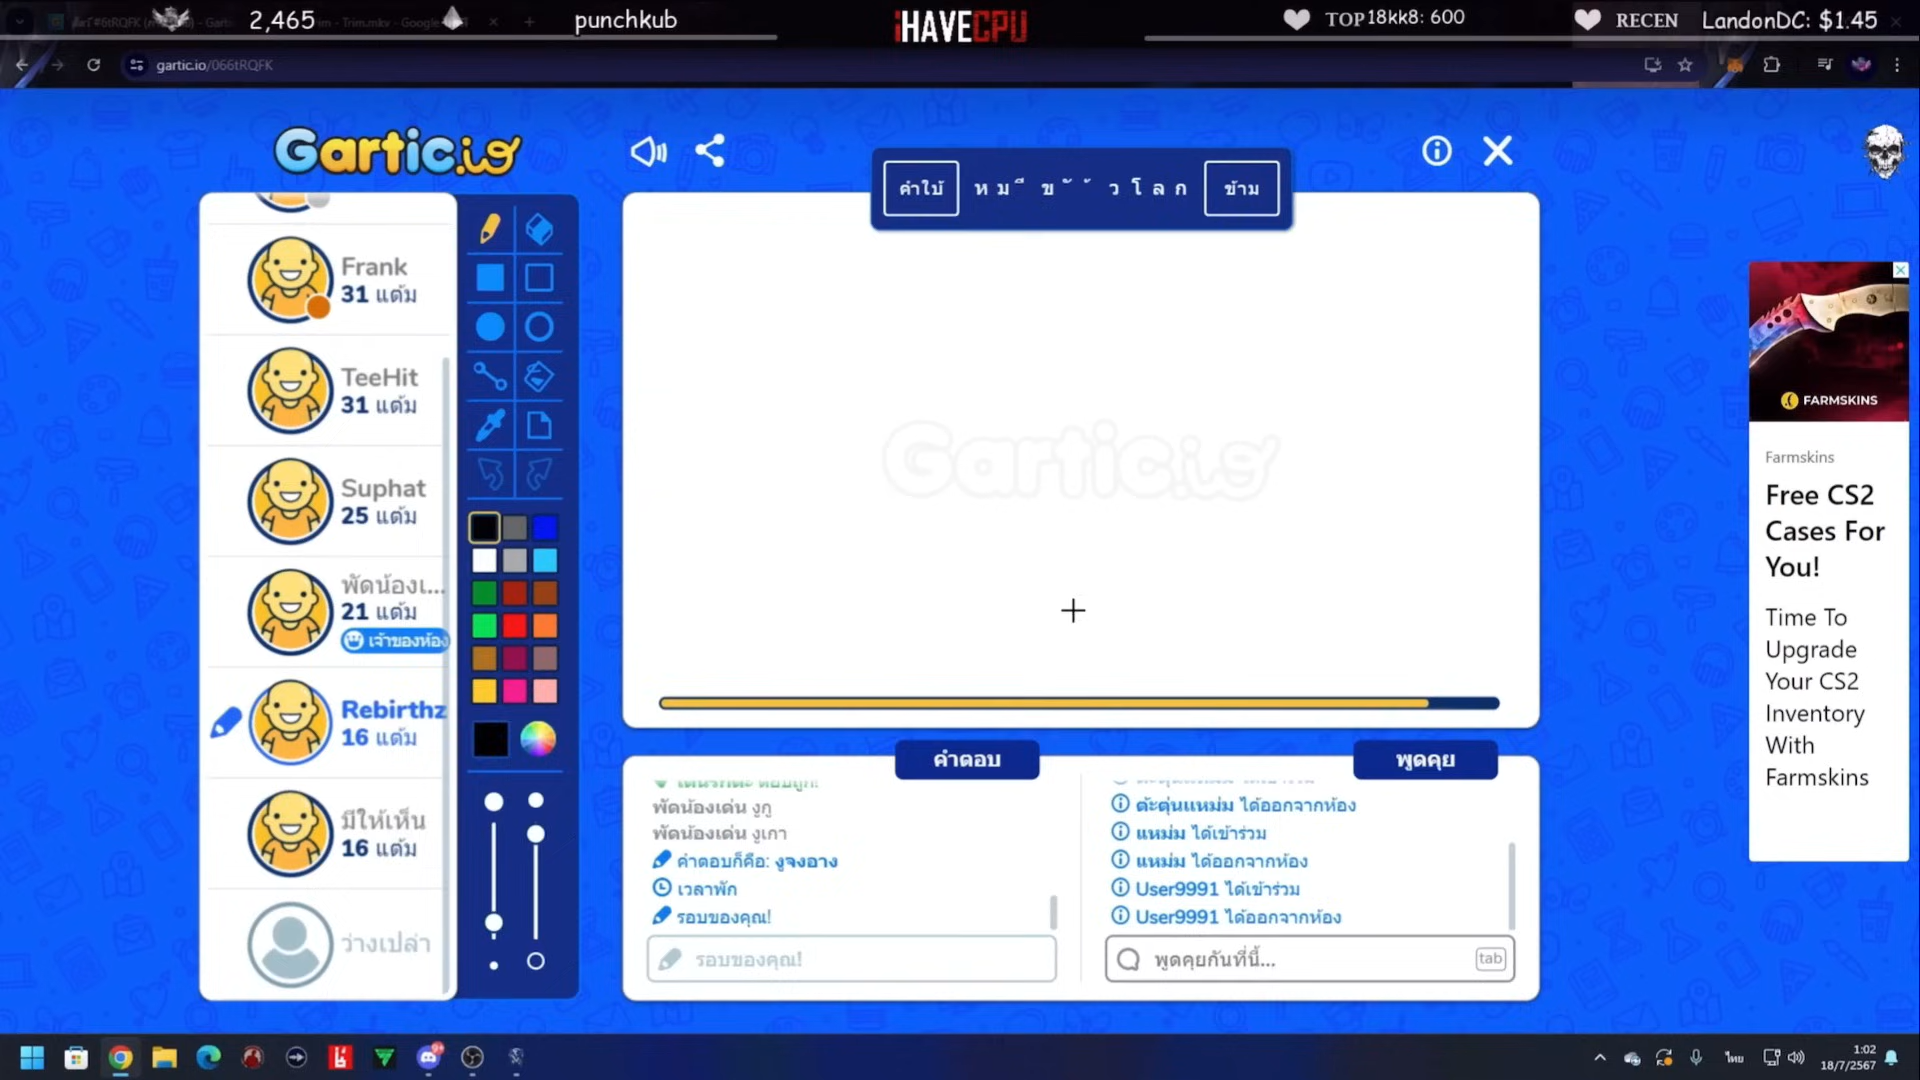 2,465
punchkub
iHAVECPU
TOP 18kk8: 600
RECEN
LandonDC: $1.45
gartic.io/066tRQFK
Gartic.io
คำใบ้
หมีขั้วโลก
ข้าม
Frank
31 แต้ม
TeeHit
31 แต้ม
Suphat
25 แต้ม
พัดน้องเ...
21 แต้ม
เจ้าของห้อง
Rebirthz
16 แต้ม
มีให้เห็น
16 แต้ม
ว่างเปล่า
Gartic.io
คำตอบ
พัดน้องเด่น งูกู
พัดน้องเด่น งูเกา
คำตอบก็คือ: งูจงอาง
เวลาพัก
รอบของคุณ!
รอบของคุณ!
พูดคุย
ต๊ะตุ่นแหม่ม ได้ออกจากห้อง
แหม่ม ได้เข้าร่วม
แหม่ม ได้ออกจากห้อง
User9991 ได้เข้าร่วม
User9991 ได้ออกจากห้อง
พูดคุยกันที่นี้...
tab
FARMSKINS
Farmskins
Free CS2
Cases For
You!
Time To
Upgrade
Your CS2
Inventory
With
Farmskins
ไทย
1:02
18/7/2567